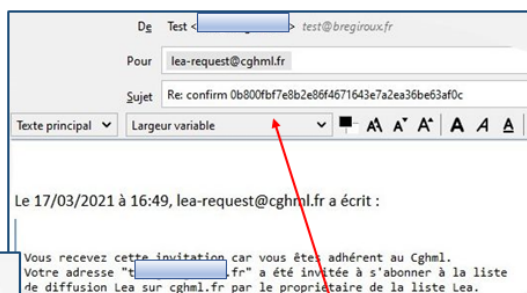 De Test < > test@bregiroux.fr
Pour lea-request@cghml.fr
Sujet Re: confirm 0b800fbf7e8b2e86f4671643e7a2ea36be63af0c
Texte principal Largeur variable A A A A A A
Le 17/03/2021 à 16:49, lea-request@cghml.fr a écrit :
Vous recevez cette invitation car vous êtes adhérent au Cghml.
Votre adresse "t .fr" a été invitée à s'abonner à la liste
de diffusion Lea sur cghml.fr par le propriétaire de la liste Lea.